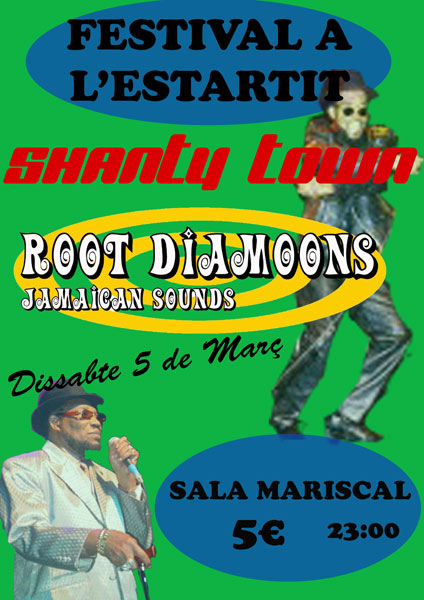 FESTIVAL A
L'ESTARTIT
SHANTY TOWN
ROOT DIAMOONS
JAMAICAN SOUNDS
Dissabte 5 de Març
SALA MARISCAL
5€ 23:00